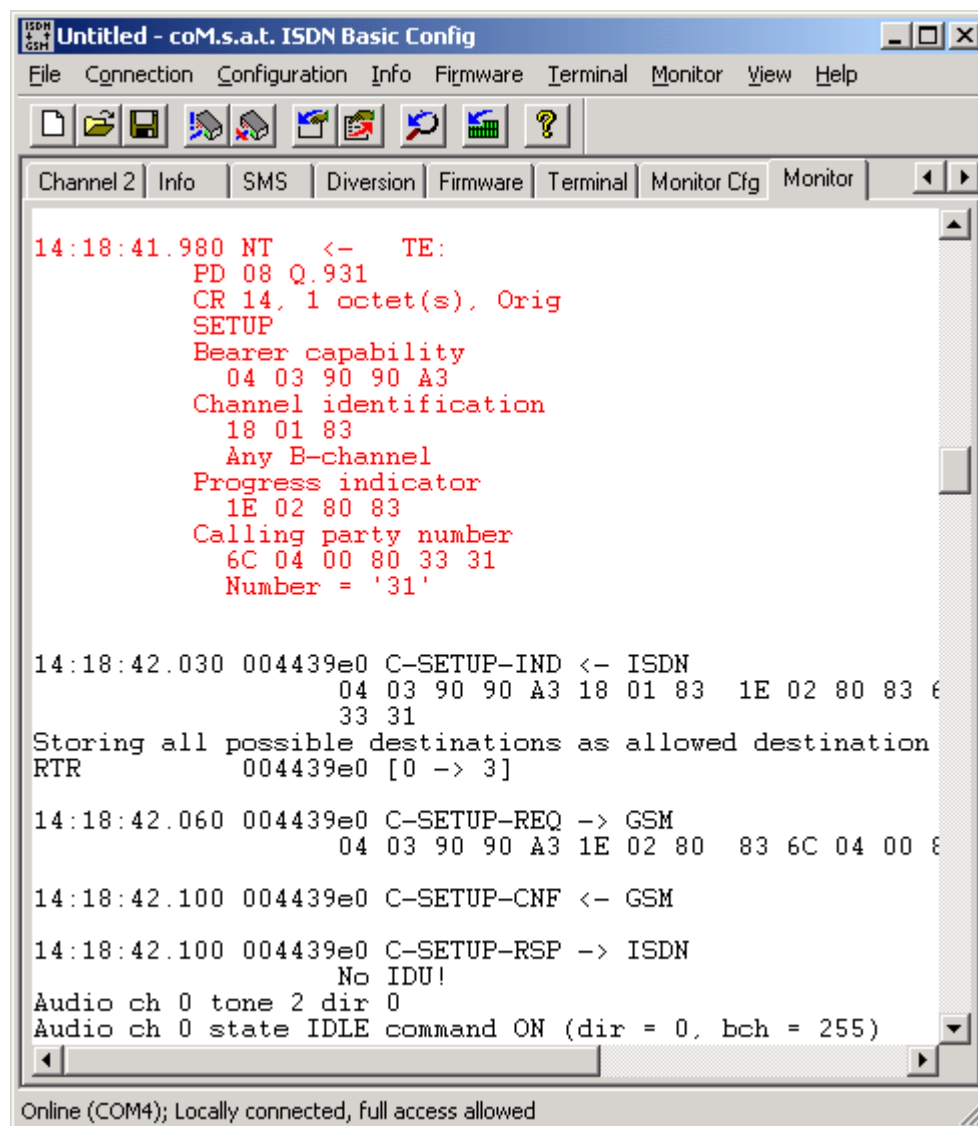 ISDN GSM Untitled - coM.s.a.t. ISDN Basic Config
File Connection Configuration Info Firmware Terminal Monitor View Help
Channel 2 Info SMS Diversion Firmware Terminal Monitor Cfg Monitor
14:18:41.980 NT <- TE:
PD 08 Q.931
CR 14, 1 octet(s), Orig
SETUP
Bearer capability
04 03 90 90 A3
Channel identification
18 01 83
Any B-channel
Progress indicator
1E 02 80 83
Calling party number
6C 04 00 80 33 31
Number = '31'
14:18:42.030 004439e0 C-SETUP-IND <- ISDN
04 03 90 90 A3 18 01 83 1E 02 80 83
33 31
Storing all possible destinations as allowed destination
RTR 004439e0 [0 -> 3]
14:18:42.060 004439e0 C-SETUP-REQ -> GSM
04 03 90 90 A3 1E 02 80 83 6C 04 00
14:18:42.100 004439e0 C-SETUP-CNF <- GSM
14:18:42.100 004439e0 C-SETUP-RSP -> ISDN
No IDU!
Audio ch 0 tone 2 dir 0
Audio ch 0 state IDLE command ON (dir = 0, bch = 255)
Online (COM4); Locally connected, full access allowed